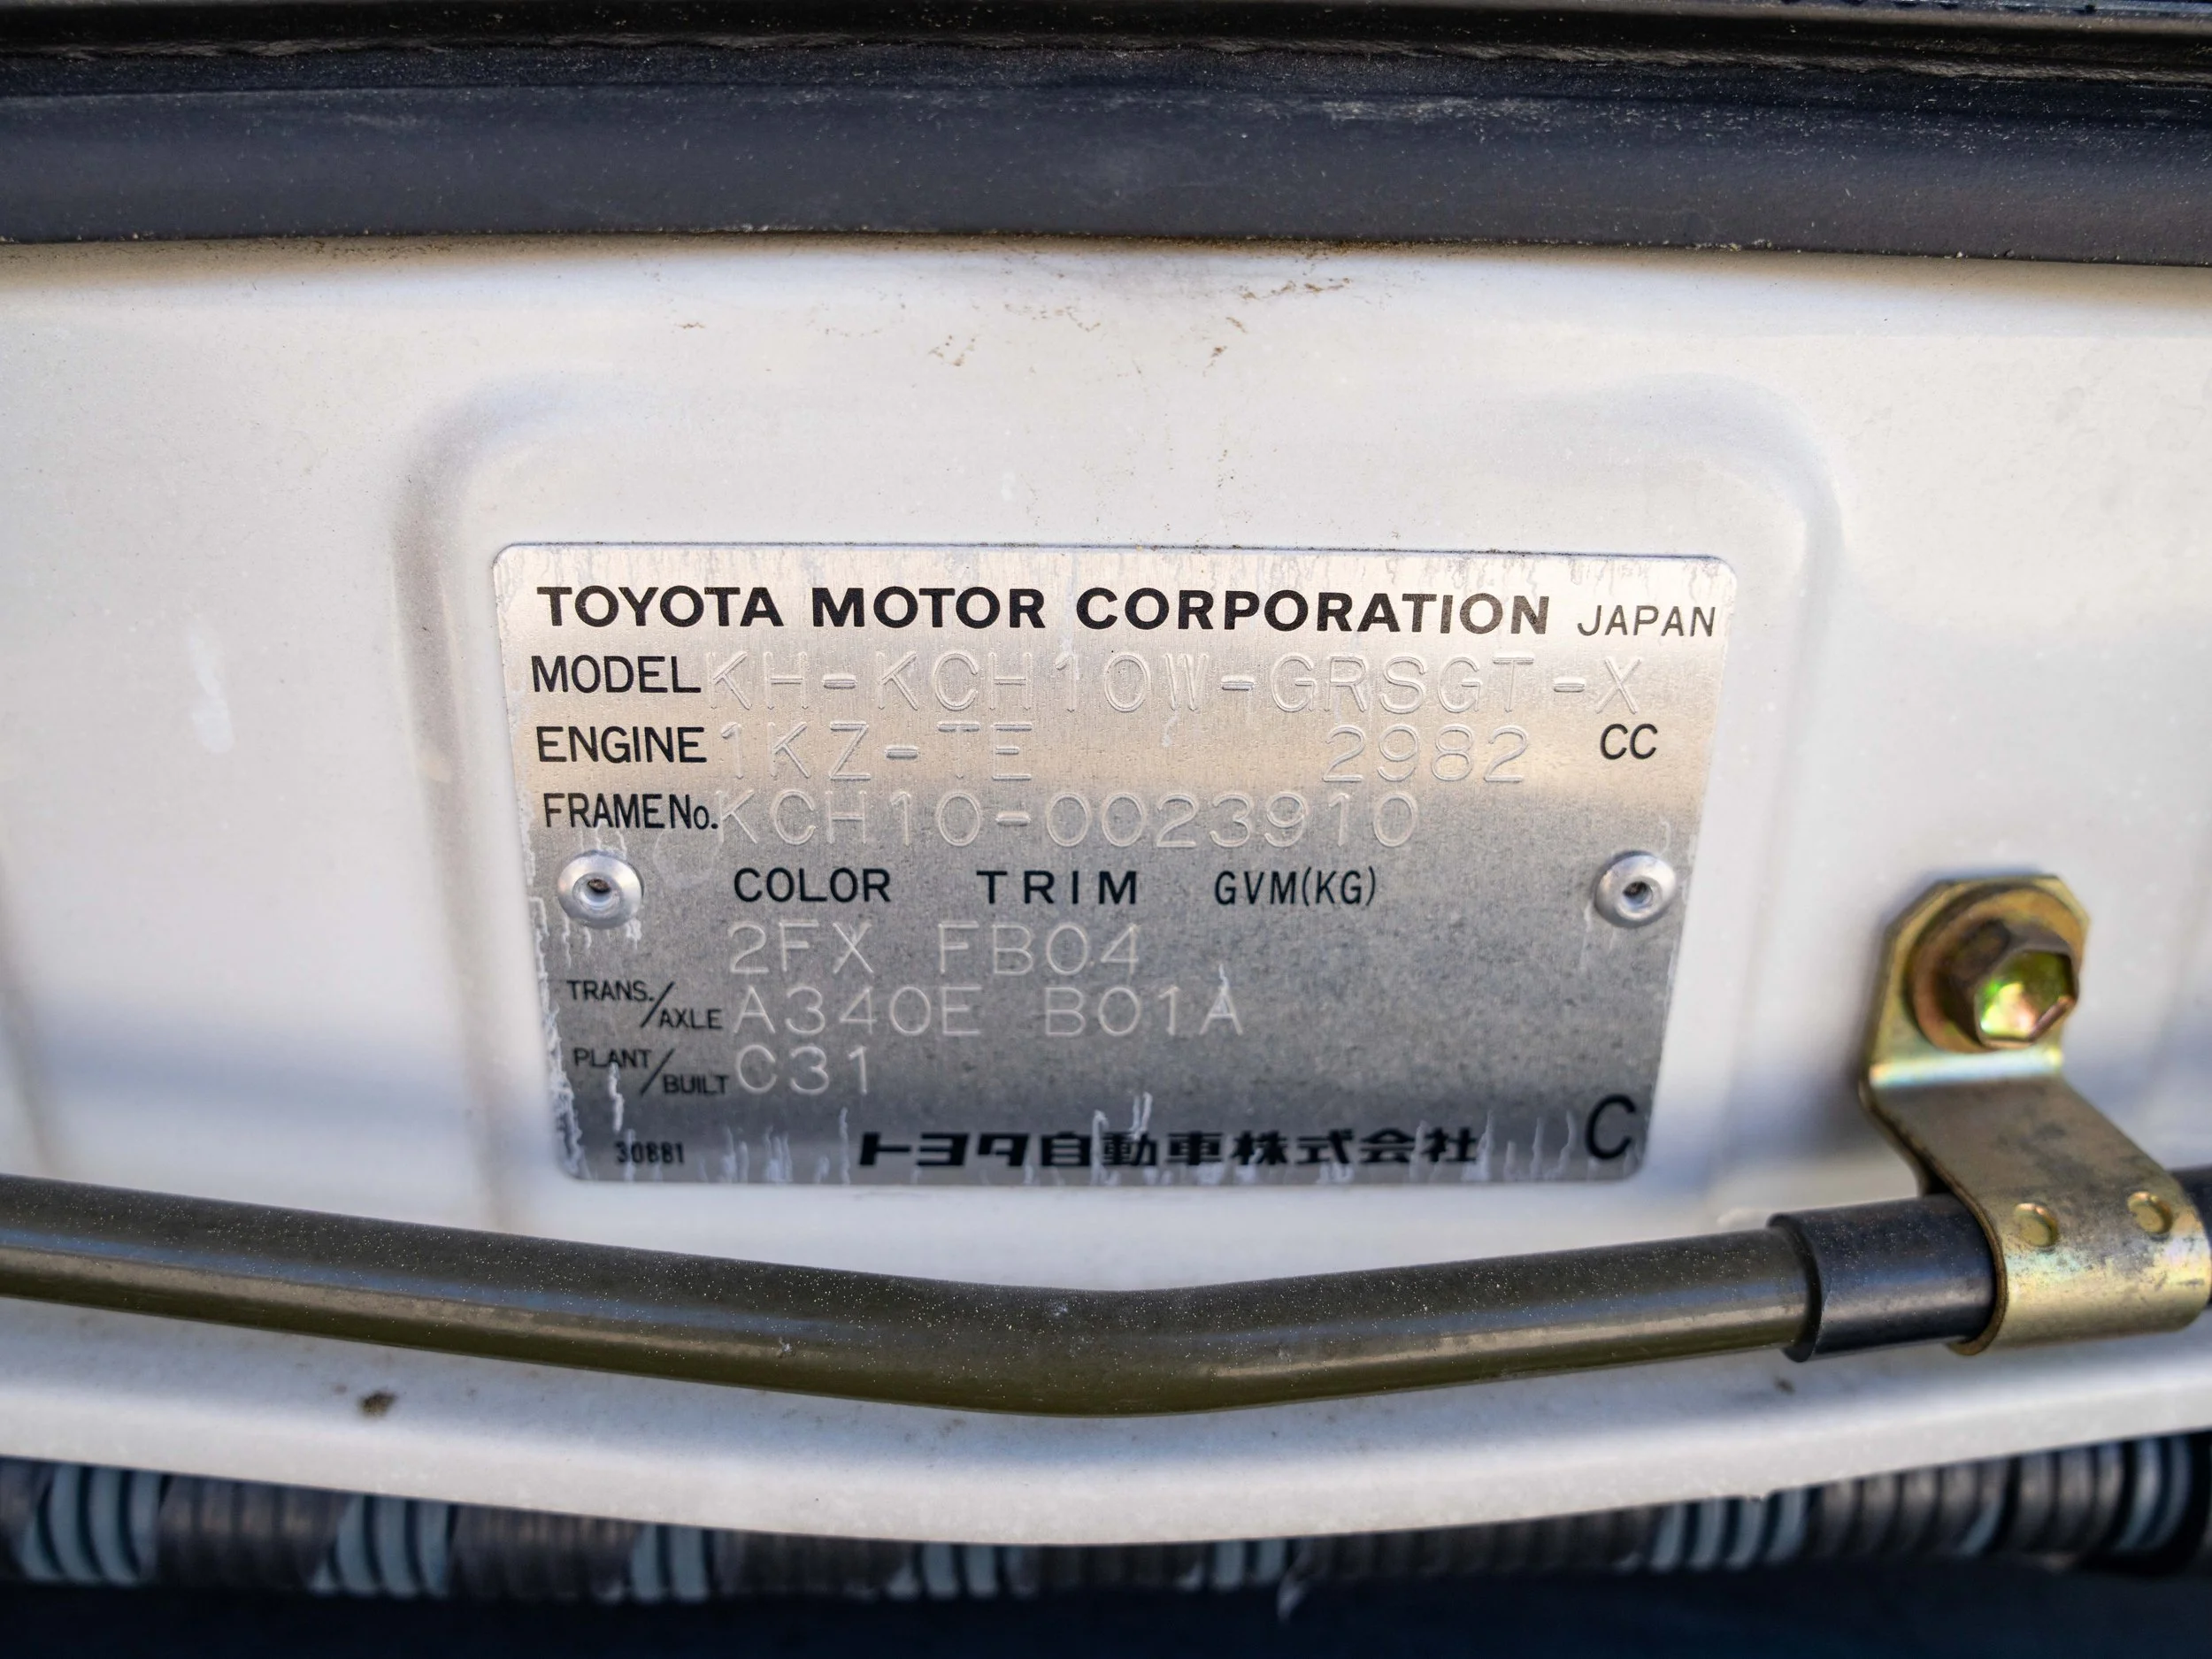 TOYOTA MOTOR CORPORATION JAPAN
MODEL KH-KCH10W-GRSGT-X
ENGINE 1KZ-TE 2982 CC
FRAME No. KCH10-0023910
COLOR TRIM GVM(KG)
2FX FB04
TRANS./AXLE A340E B01A
PLANT/BUILT C31
30881 トヨタ自動車株式会社 C